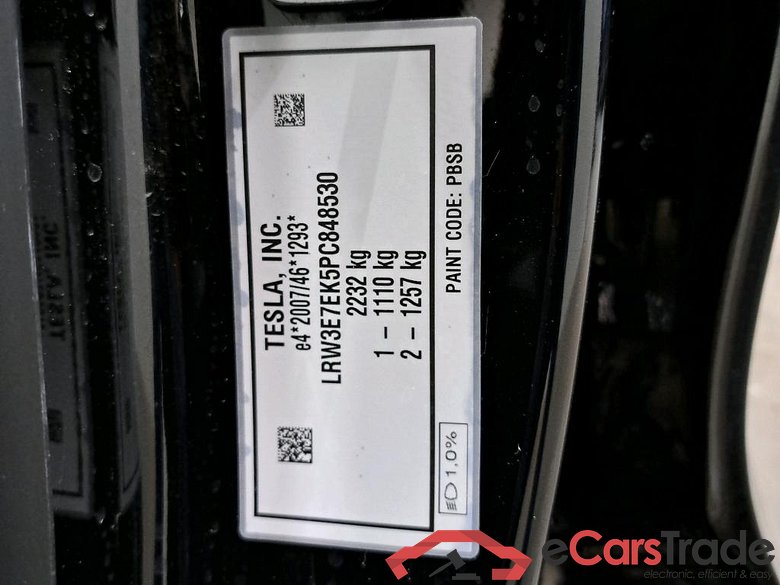 TESLA, INC.
e4*2007/46*1293*
LRW3E7EK5PC848530
2232 kg
1 – 1110 kg
2 – 1257 kg
PAINT CODE: PBSB
1,0%
eCarsTrade
electronic, efficient & easy